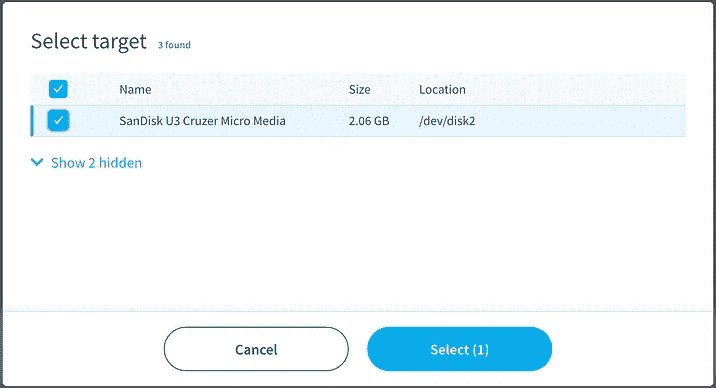 Select target 3 found
Name Size Location
SanDisk U3 Cruzer Micro Media 2.06 GB /dev/disk2
Show 2 hidden
Cancel Select (1)